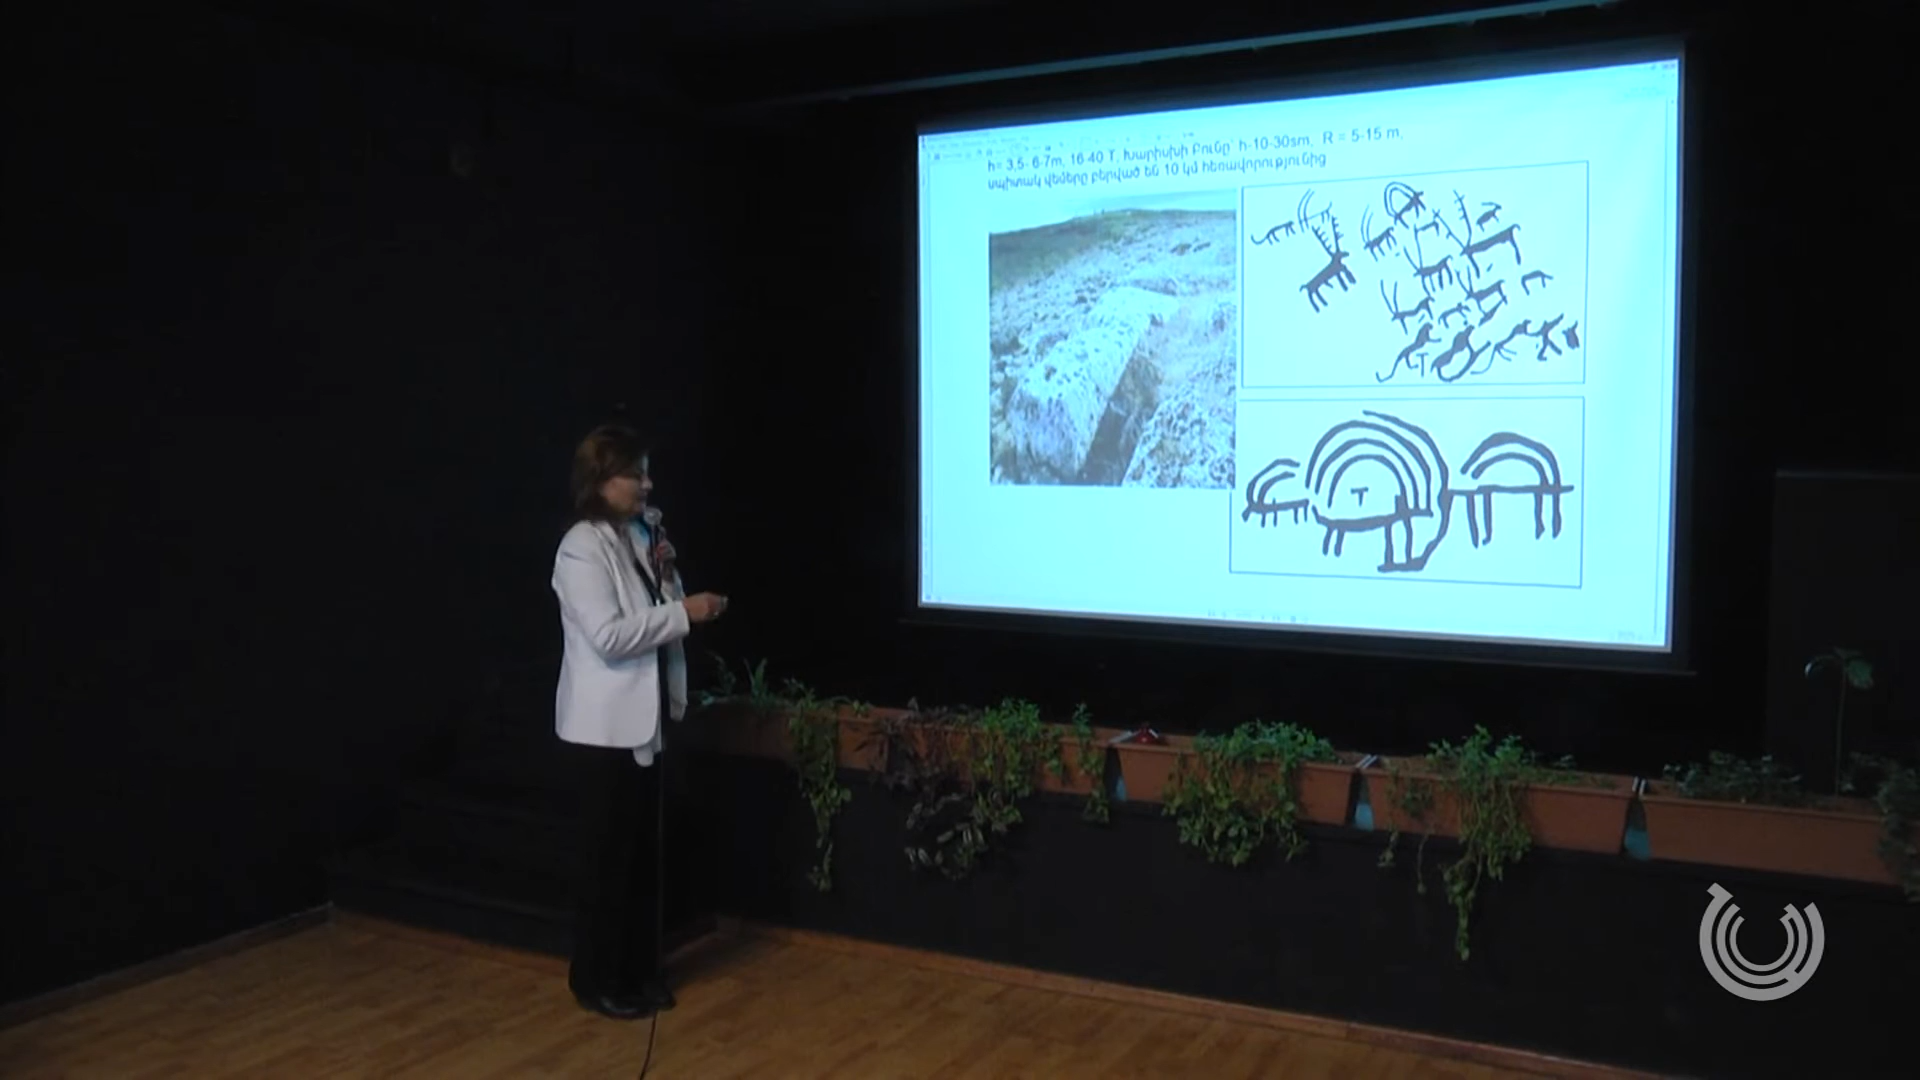 h= 3,5- 6-7m, 16-40 T, Խարիսխի Բունը՝ h-10-30sm, R = 5-15 m,
սպիտակ վեմերը բերված են 10 կմ հեռավորությունից